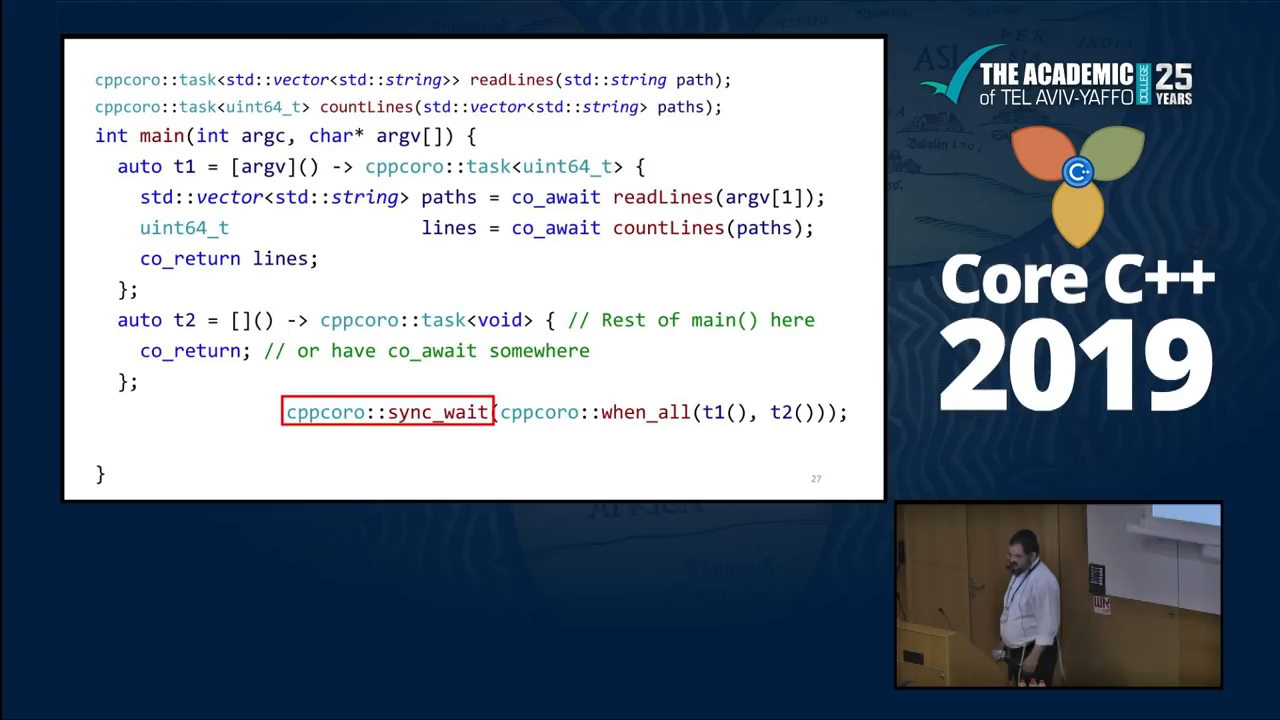 cppcoro::task<std::vector<std::string>> readLines(std::string path);
cppcoro::task<uint64_t> countLines(std::vector<std::string> paths);
int main(int argc, char* argv[]) {
auto t1 = [argv]() -> cppcoro::task<uint64_t> {
std::vector<std::string> paths = co_await readLines(argv[1]);
uint64_t lines = co_await countLines(paths);
co_return lines;
};
auto t2 = []() -> cppcoro::task<void> { // Rest of main() here
co_return; // or have co_await somewhere
};
cppcoro::sync_wait(cppcoro::when_all(t1(), t2()));
}
27
THE ACADEMIC
of TEL AVIV-YAFFO
COLLEGE
25
YEARS
C++
Core C++
2019